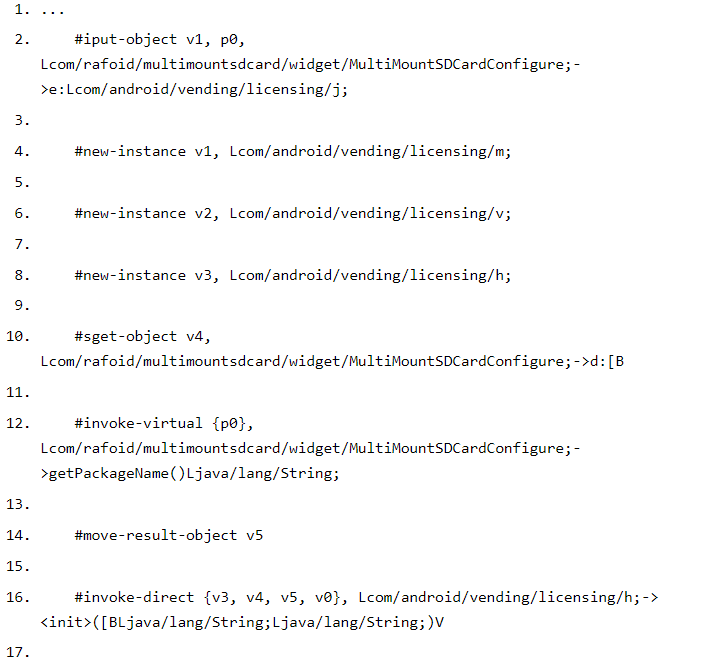 1. ...
2. #iput-object v1, p0,
Lcom/rafoid/multimountsdcard/widget/MultiMountSDCardConfigure;-
>e:Lcom/android/vending/licensing/j;
3.
4. #new-instance v1, Lcom/android/vending/licensing/m;
5.
6. #new-instance v2, Lcom/android/vending/licensing/v;
7.
8. #new-instance v3, Lcom/android/vending/licensing/h;
9.
10. #sget-object v4,
Lcom/rafoid/multimountsdcard/widget/MultiMountSDCardConfigure;->d:[B
11.
12. #invoke-virtual {p0},
Lcom/rafoid/multimountsdcard/widget/MultiMountSDCardConfigure;-
>getPackageName()Ljava/lang/String;
13.
14. #move-result-object v5
15.
16. #invoke-direct {v3, v4, v5, v0}, Lcom/android/vending/licensing/h;->
<init>([BLjava/lang/String;Ljava/lang/String;)V
17.